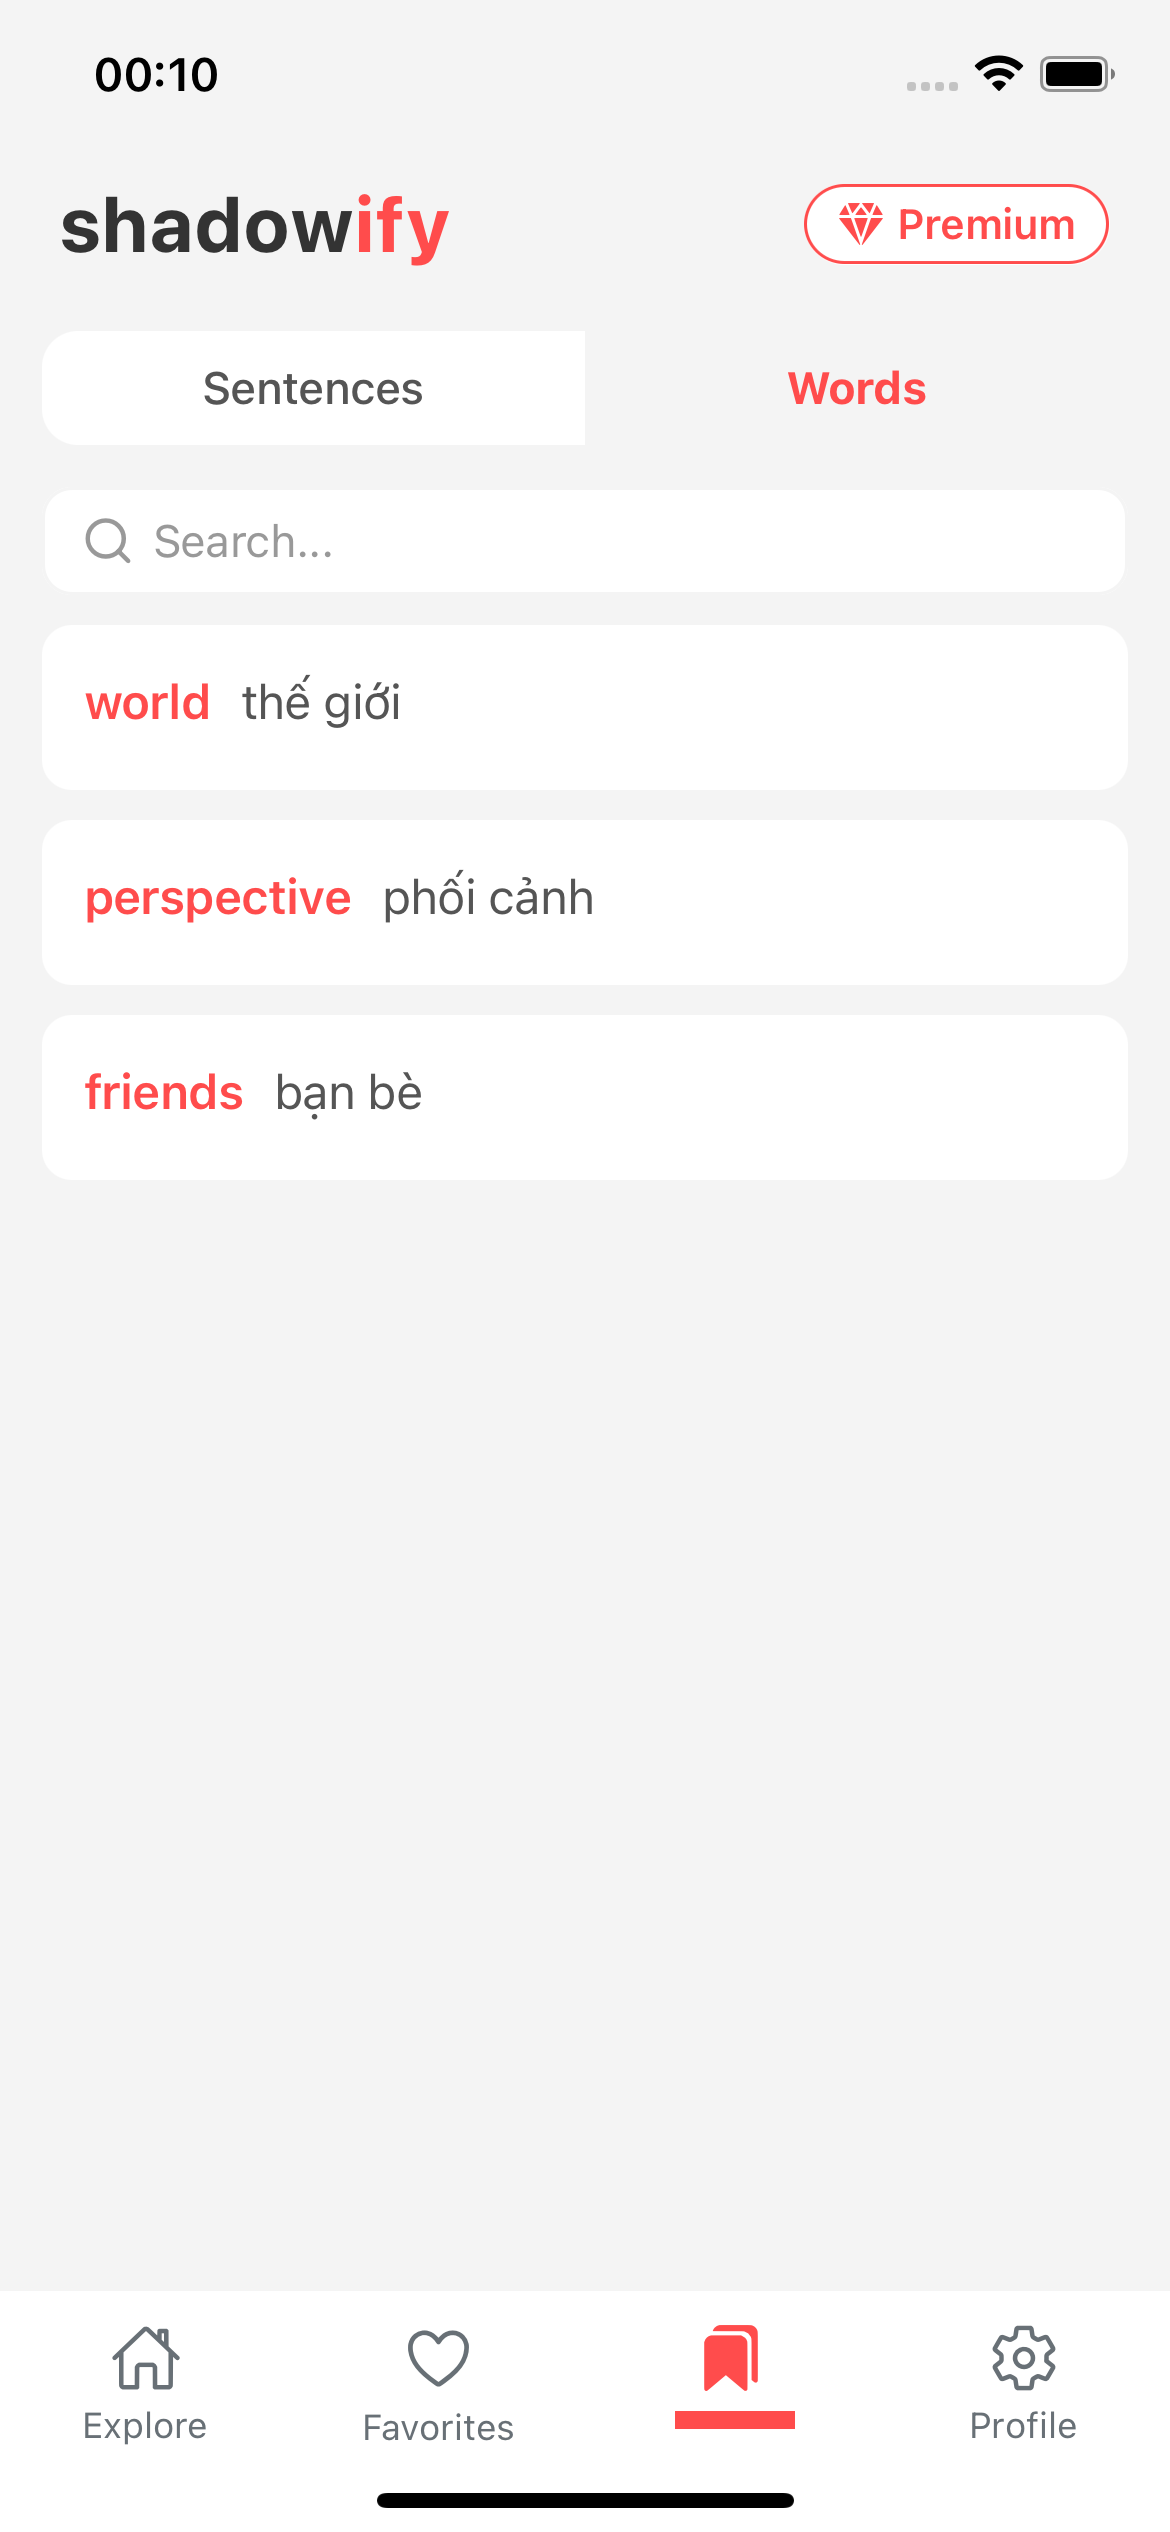 00:10
shadowify
Premium
Sentences
Words
Search...
world thế giới
perspective phối cảnh
friends bạn bè
Explore
Favorites
Profile